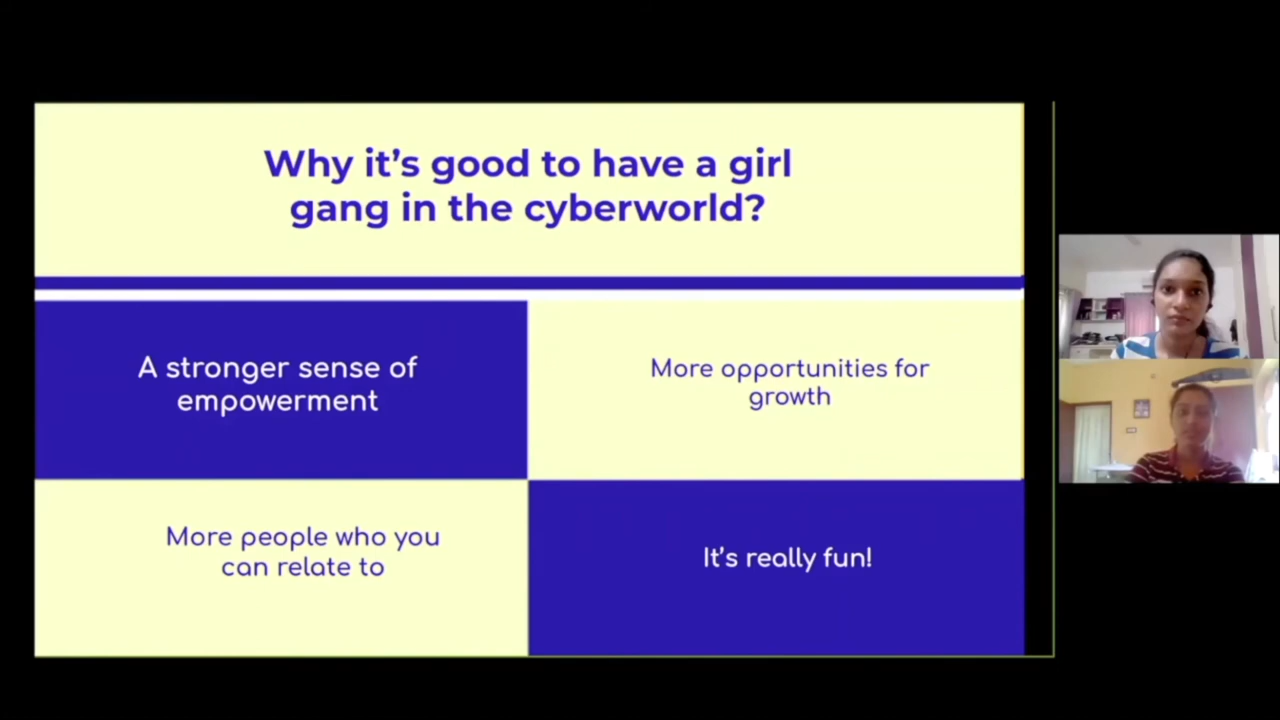 Why it's good to have a girl
gang in the cyberworld?
A stronger sense of
empowerment
More opportunities for
growth
More people who you
can relate to
It's really fun!